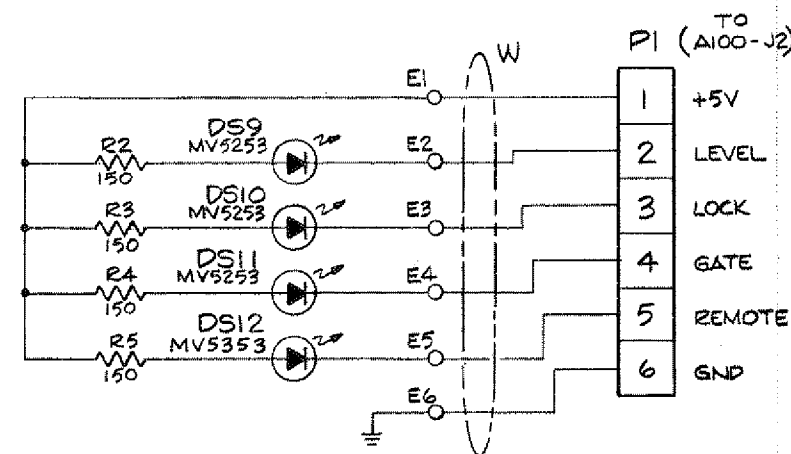 TO
P1 (A100-J2)
W
E1
1 +5V
R2
150
DS9
MV5253
E2
2 LEVEL
R3
150
DS10
MV5253
E3
3 LOCK
R4
150
DS11
MV5253
E4
4 GATE
R5
150
DS12
MV5353
E5
5 REMOTE
E6
6 GND